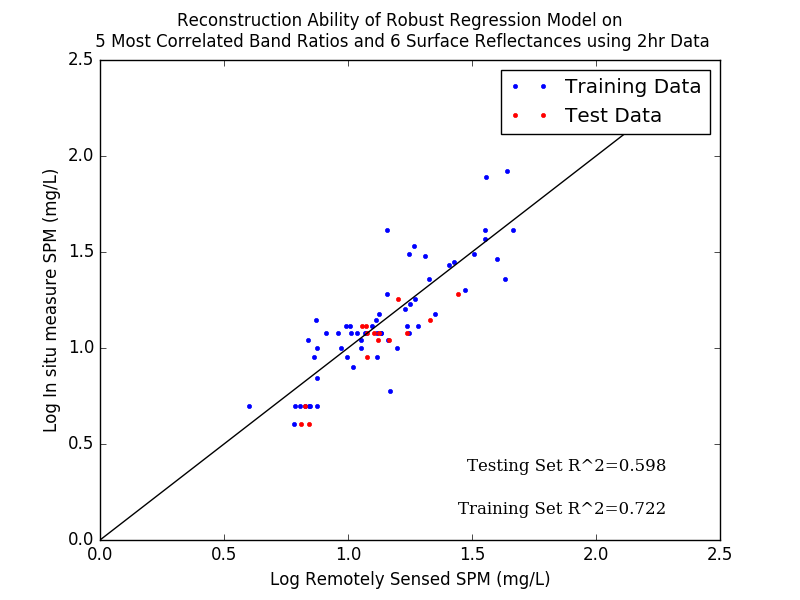 Reconstruction Ability of Robust Regression Model on
5 Most Correlated Band Ratios and 6 Surface Reflectances using 2hr Data
Training Data
Test Data
2.5
2.0
1.5
1.0
0.5
0.0
Log In situ measure SPM (mg/L)
Testing Set R^2=0.598
Training Set R^2=0.722
0.0 0.5 1.0 1.5 2.0 2.5
Log Remotely Sensed SPM (mg/L)